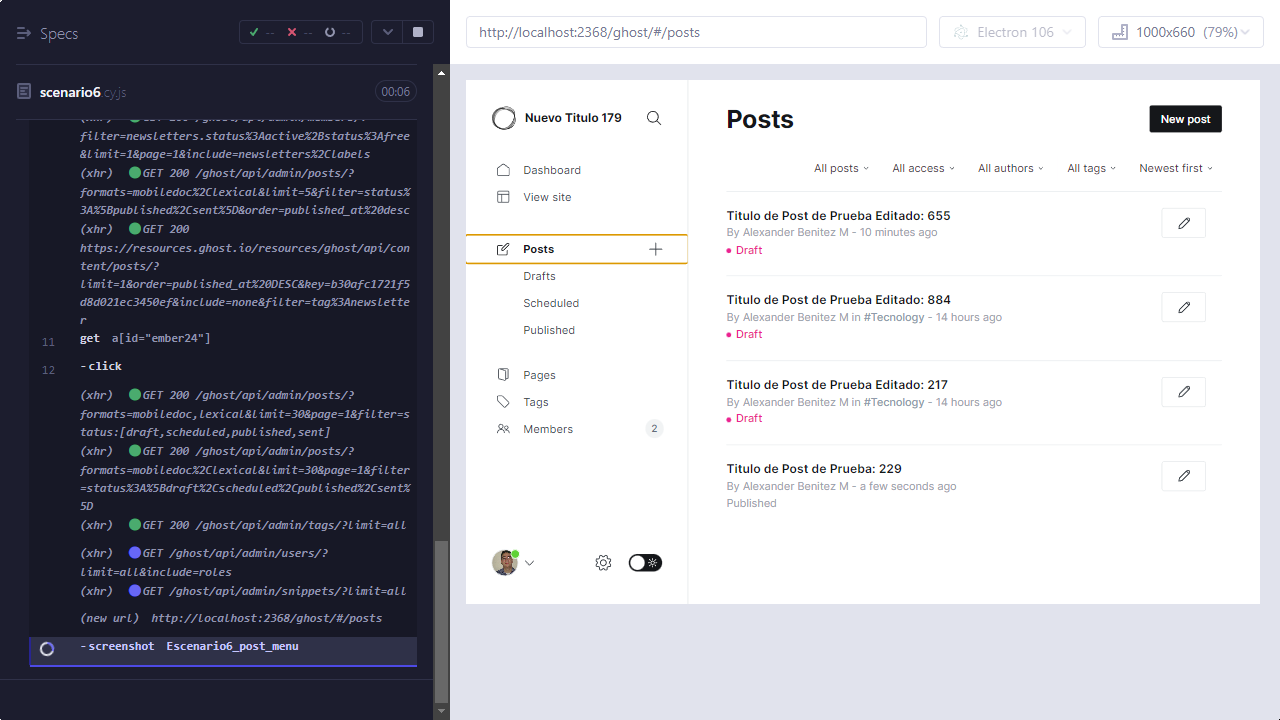 Specs
-- -- --
scenario6.cy.js
00:06
filter=newsletters.status%3Aactive%2Bstatus%3Afree
&limit=1&page=1&include=newsletters%2Clabels
(xhr) GET 200 /ghost/api/admin/posts/?
formats=mobiledoc%2Clexical&limit=5&filter=status%
3A%5Bpublished%2Csent%5D&order=published_at%20desc
(xhr) GET 200
https://resources.ghost.io/resources/ghost/api/con
tent/posts/?
limit=1&order=published_at%20DESC&key=b30afc1721f5
d8d021ec3450ef&include=none&filter=tag%3Anewslette
r
11 get a[id="ember24"]
12 -click
(xhr) GET 200 /ghost/api/admin/posts/?
formats=mobiledoc,lexical&limit=30&page=1&filter=s
tatus:[draft,scheduled,published,sent]
(xhr) GET 200 /ghost/api/admin/posts/?
formats=mobiledoc%2Clexical&limit=30&page=1&filter
=status%3A%5Bdraft%2Cscheduled%2Cpublished%2Csent%
5D
(xhr) GET 200 /ghost/api/admin/tags/?limit=all
(xhr) GET /ghost/api/admin/users/?
limit=all&include=roles
(xhr) GET /ghost/api/admin/snippets/?limit=all
(new url) http://localhost:2368/ghost/#/posts
-screenshot Escenario6_post_menu
http://localhost:2368/ghost/#/posts
Electron 106
1000x660 (79%)
Nuevo Titulo 179
Dashboard
View site
Posts
Drafts
Scheduled
Published
Pages
Tags
Members 2
Posts
New post
All posts All access All authors All tags Newest first
Titulo de Post de Prueba Editado: 655
By Alexander Benitez M - 10 minutes ago
Draft
Titulo de Post de Prueba Editado: 884
By Alexander Benitez M in #Tecnology - 14 hours ago
Draft
Titulo de Post de Prueba Editado: 217
By Alexander Benitez M in #Tecnology - 14 hours ago
Draft
Titulo de Post de Prueba: 229
By Alexander Benitez M - a few seconds ago
Published